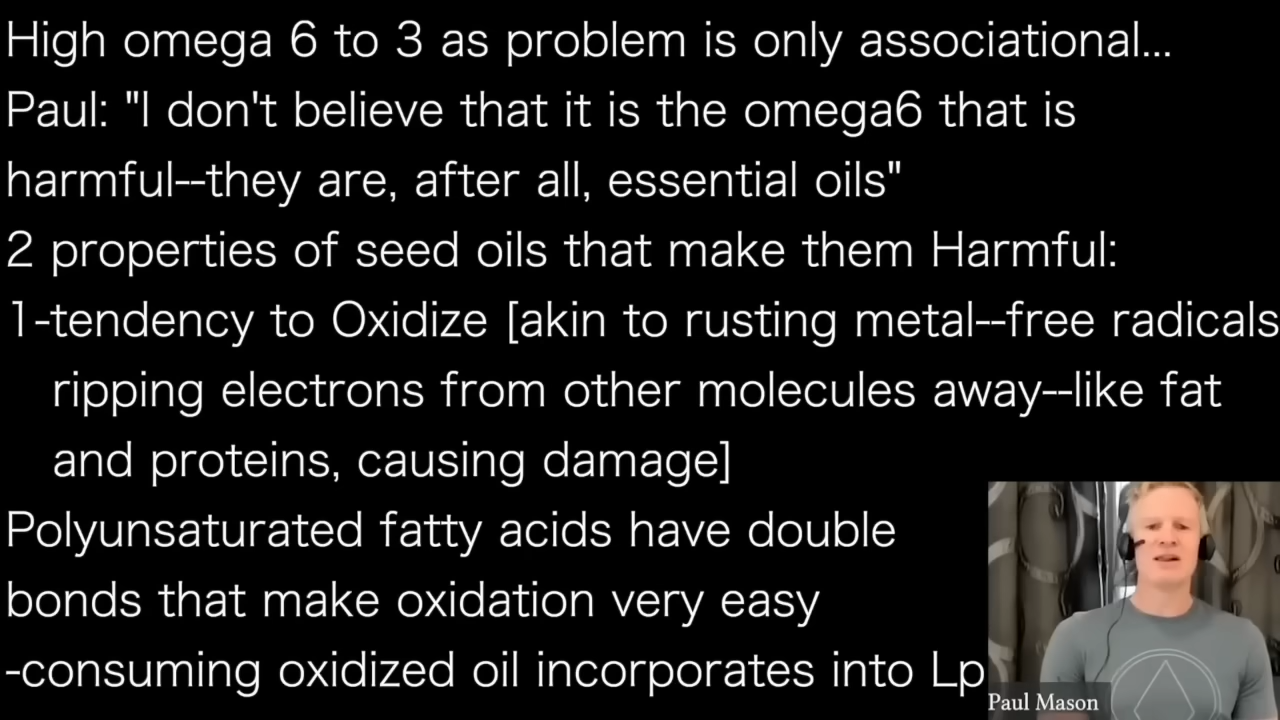 High omega 6 to 3 as problem is only associational...
Paul: "I don't believe that it is the omega6 that is
harmful--they are, after all, essential oils"
2 properties of seed oils that make them Harmful:
1-tendency to Oxidize [akin to rusting metal--free radicals
ripping electrons from other molecules away--like fat
and proteins, causing damage]
Polyunsaturated fatty acids have double
bonds that make oxidation very easy
-consuming oxidized oil incorporates into Lp
Paul Mason